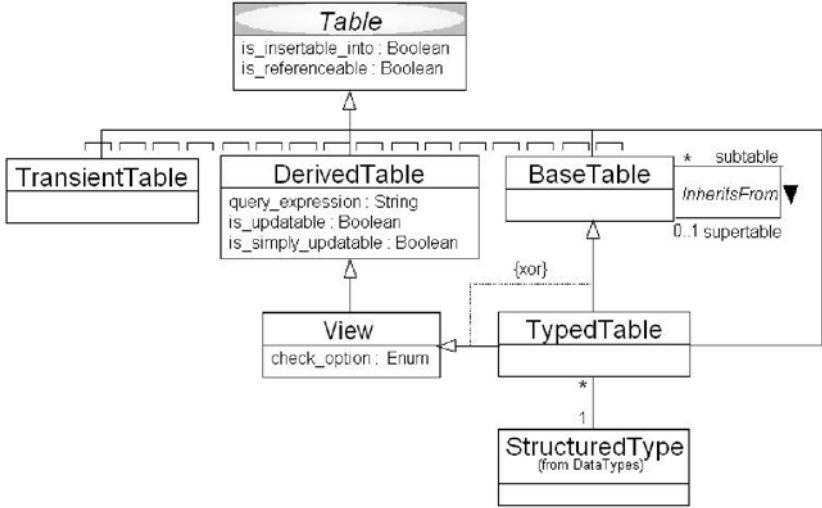 Table
is_insertable_into : Boolean
is_referenceable : Boolean
TransientTable
DerivedTable
query_expression : String
is_updatable : Boolean
is_simply_updatable : Boolean
BaseTable
* subtable
InheritsFrom
0..1 supertable
{xor}
View
check_option : Enum
TypedTable
*
1
StructuredType
(from DataTypes)